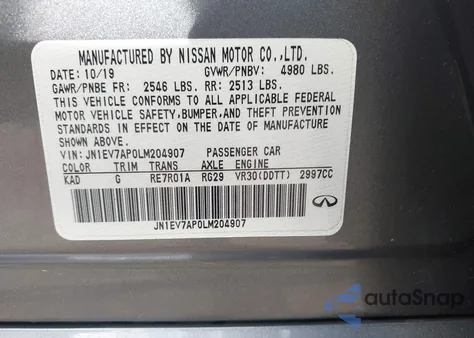 MANUFACTURED BY NISSAN MOTOR CO.,LTD.
DATE: 10/19 GVWR/PNBV: 4980 LBS.
GAWR/PNBE FR: 2546 LBS. RR: 2513 LBS.
THIS VEHICLE CONFORMS TO ALL APPLICABLE FEDERAL
MOTOR VEHICLE SAFETY,BUMPER,AND THEFT PREVENTION
STANDARDS IN EFFECT ON THE DATE OF MANUFACTURE
SHOWN ABOVE.
VIN: JN1EV7AP0LM204907 PASSENGER CAR
COLOR TRIM TRANS AXLE ENGINE
KAD G RE7R01A RG29 VR30(DDTT) 2997CC
JN1EV7AP0LM204907
autoSnap